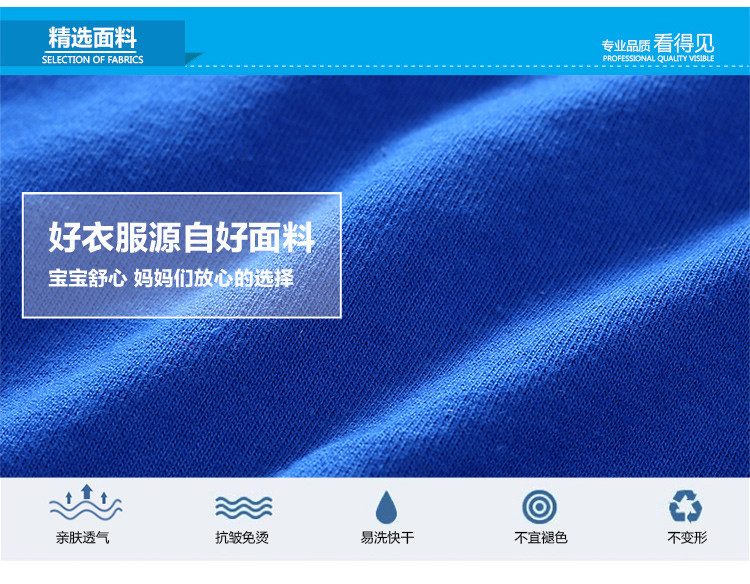 精选面料
SELECTION OF FABRICS
专业品质 看得见
PROFESSIONAL QUALITY VISIBLE
好衣服源自好面料
宝宝舒心 妈妈们放心的选择
亲肤透气
抗皱免烫
易洗快干
不宜褪色
不变形